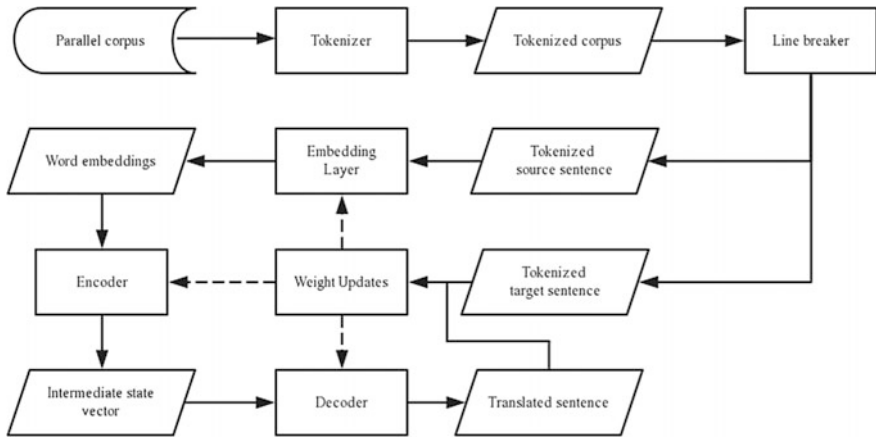 Parallel corpus
Tokenizer
Tokenized corpus
Line breaker
Word embeddings
Embedding
Layer
Tokenized
source sentence
Encoder
Weight Updates
Tokenized
target sentence
Intermediate state
vector
Decoder
Translated sentence